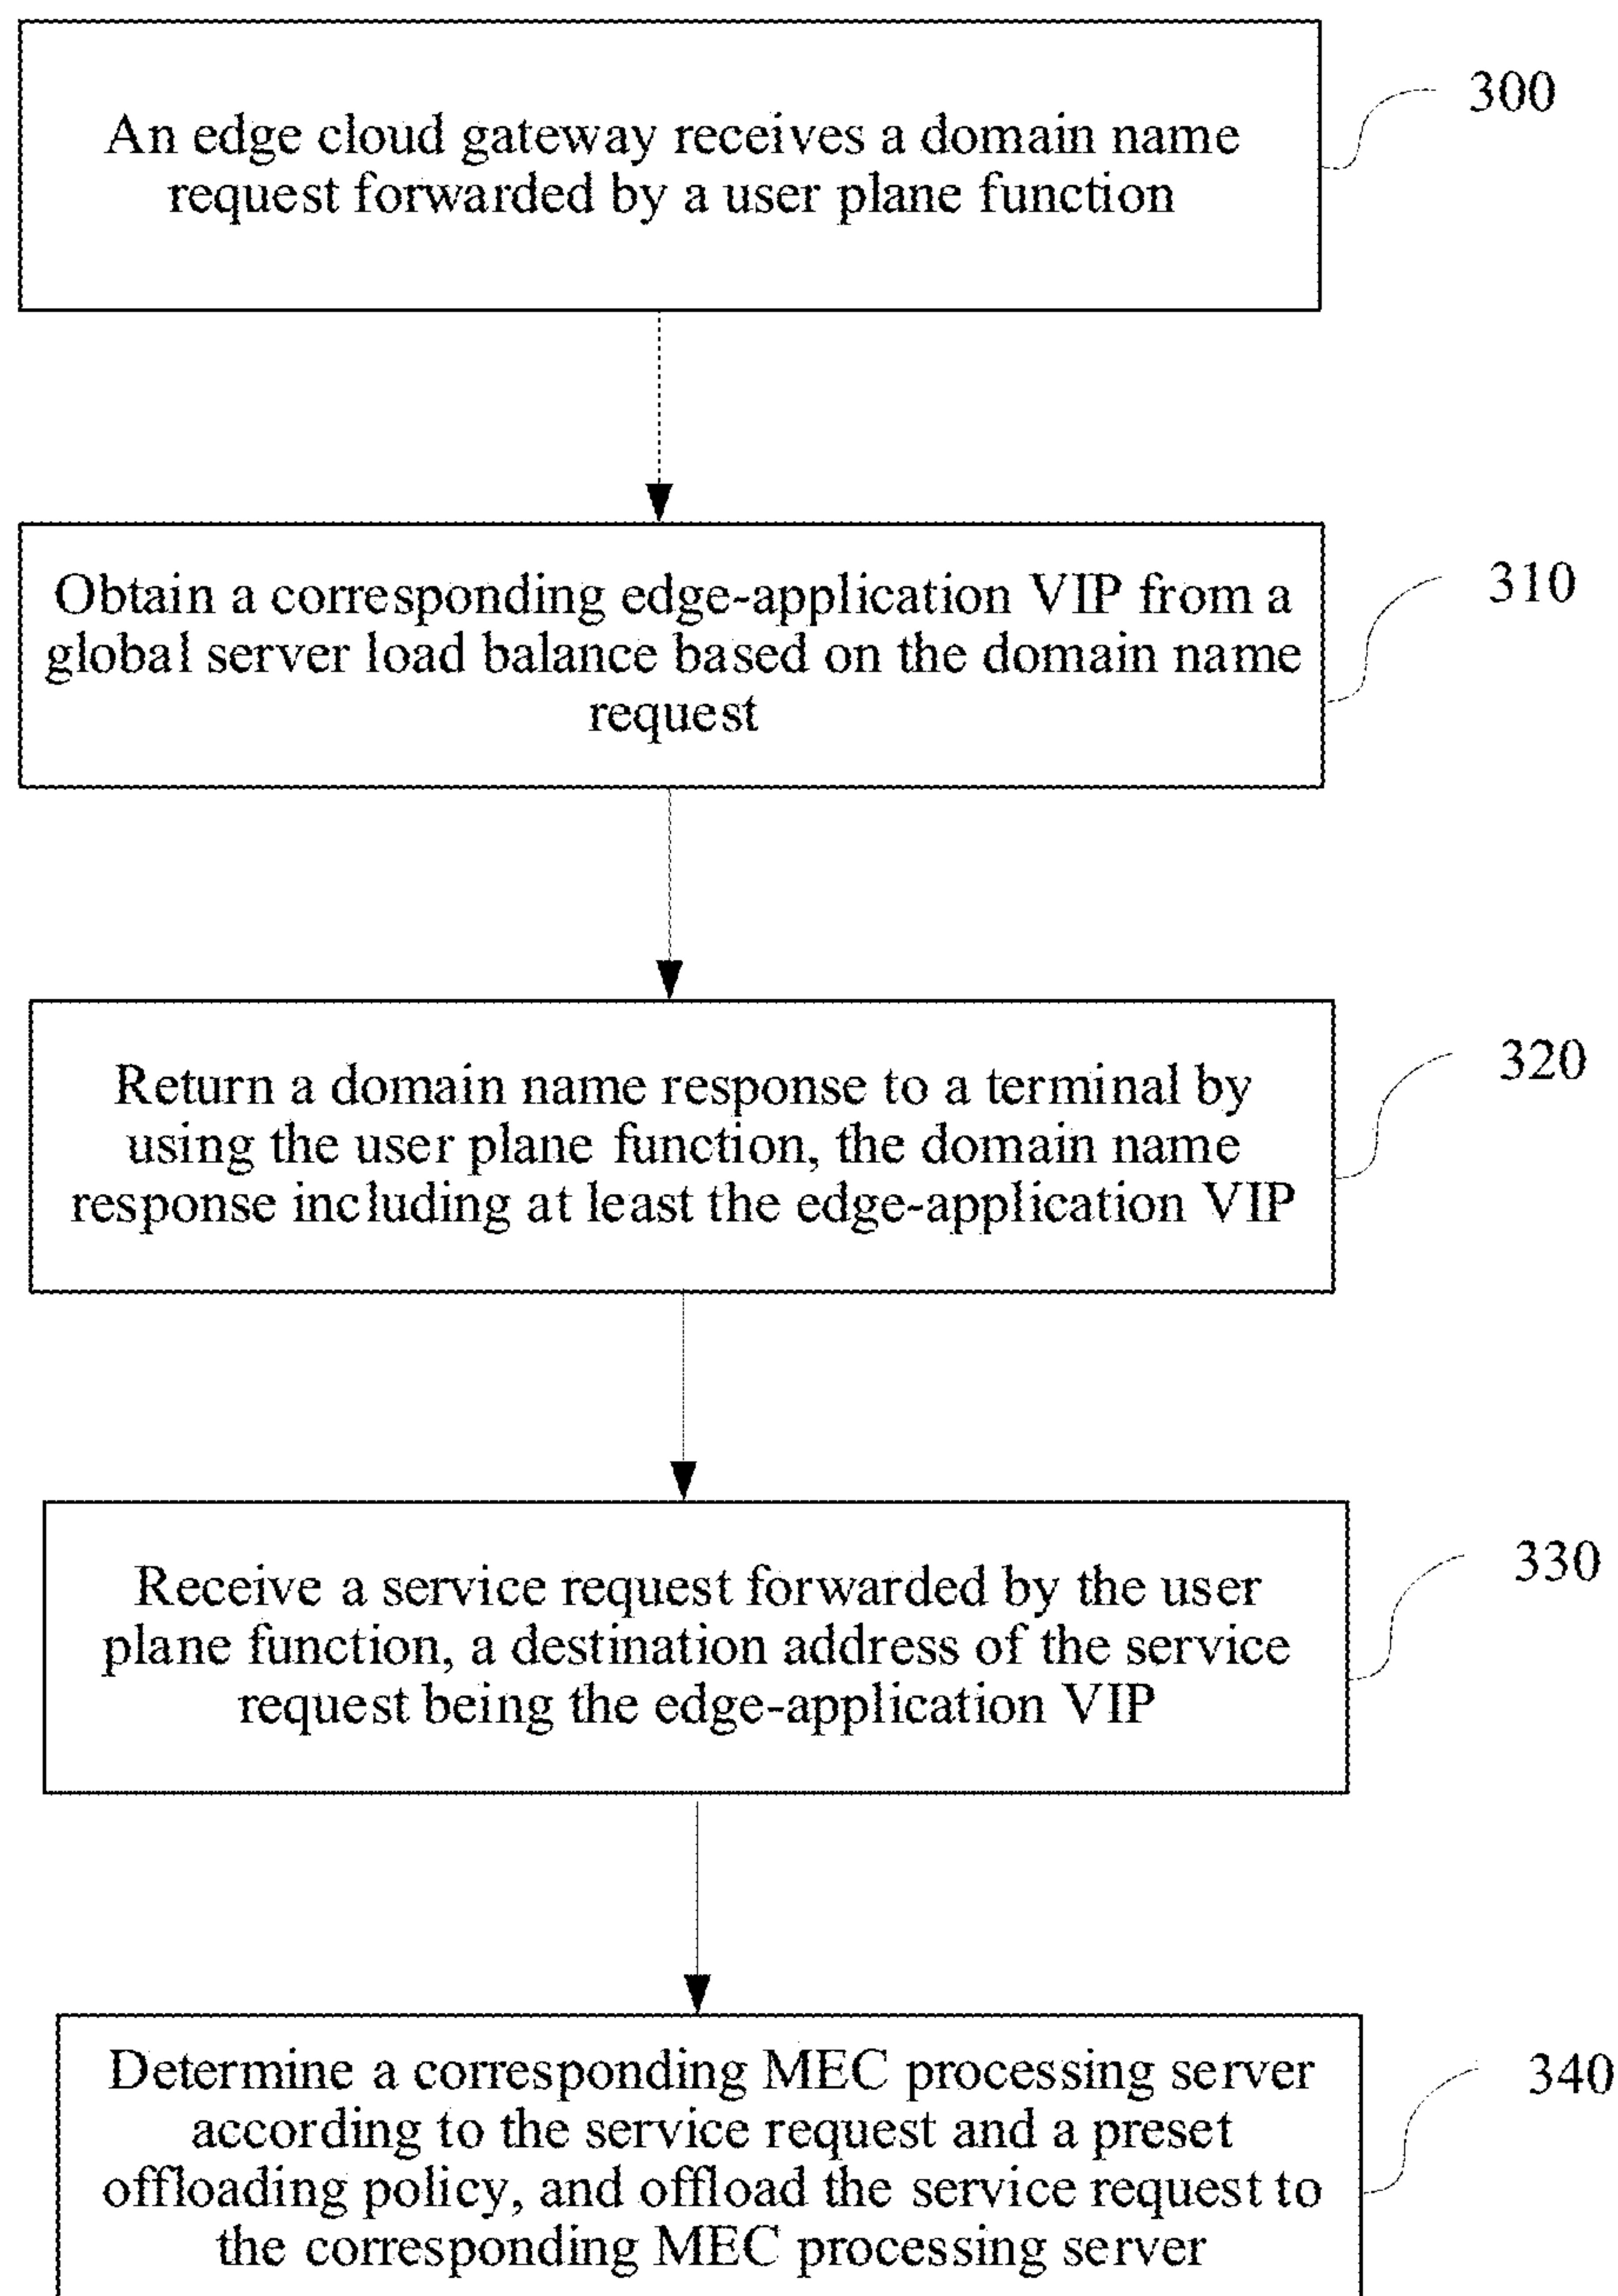 An edge cloud gateway receives a domain name
request forwarded by a user plane function
300
Obtain a corresponding edge-application VIP from a
global server load balance based on the domain name
request
310
Return a domain name response to a terminal by
using the user plane function, the domain name
response including at least the edge-application VIP
320
Receive a service request forwarded by the user
plane function, a destination address of the service
request being the edge-application VIP
330
Determine a corresponding MEC processing server
according to the service request and a preset
offloading policy, and offload the service request to
the corresponding MEC processing server
340